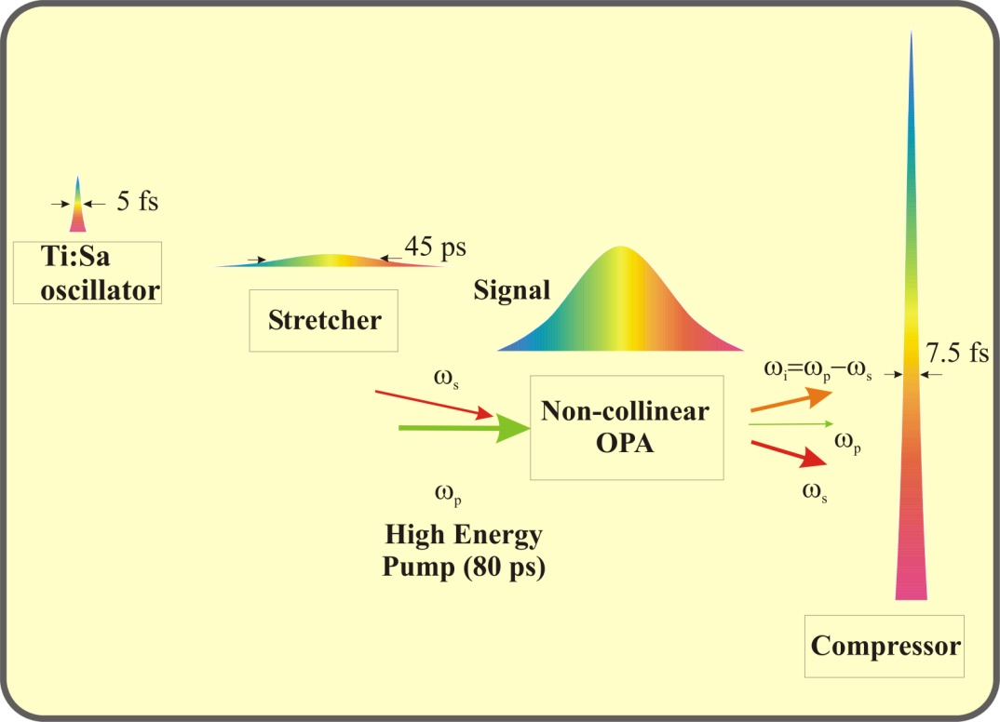 5 fs
Ti:Sa
oscillator
45 ps
Stretcher
Signal
ωs
ωp
High Energy
Pump (80 ps)
Non-collinear
OPA
ωi=ωp−ωs
ωp
ωs
7.5 fs
Compressor